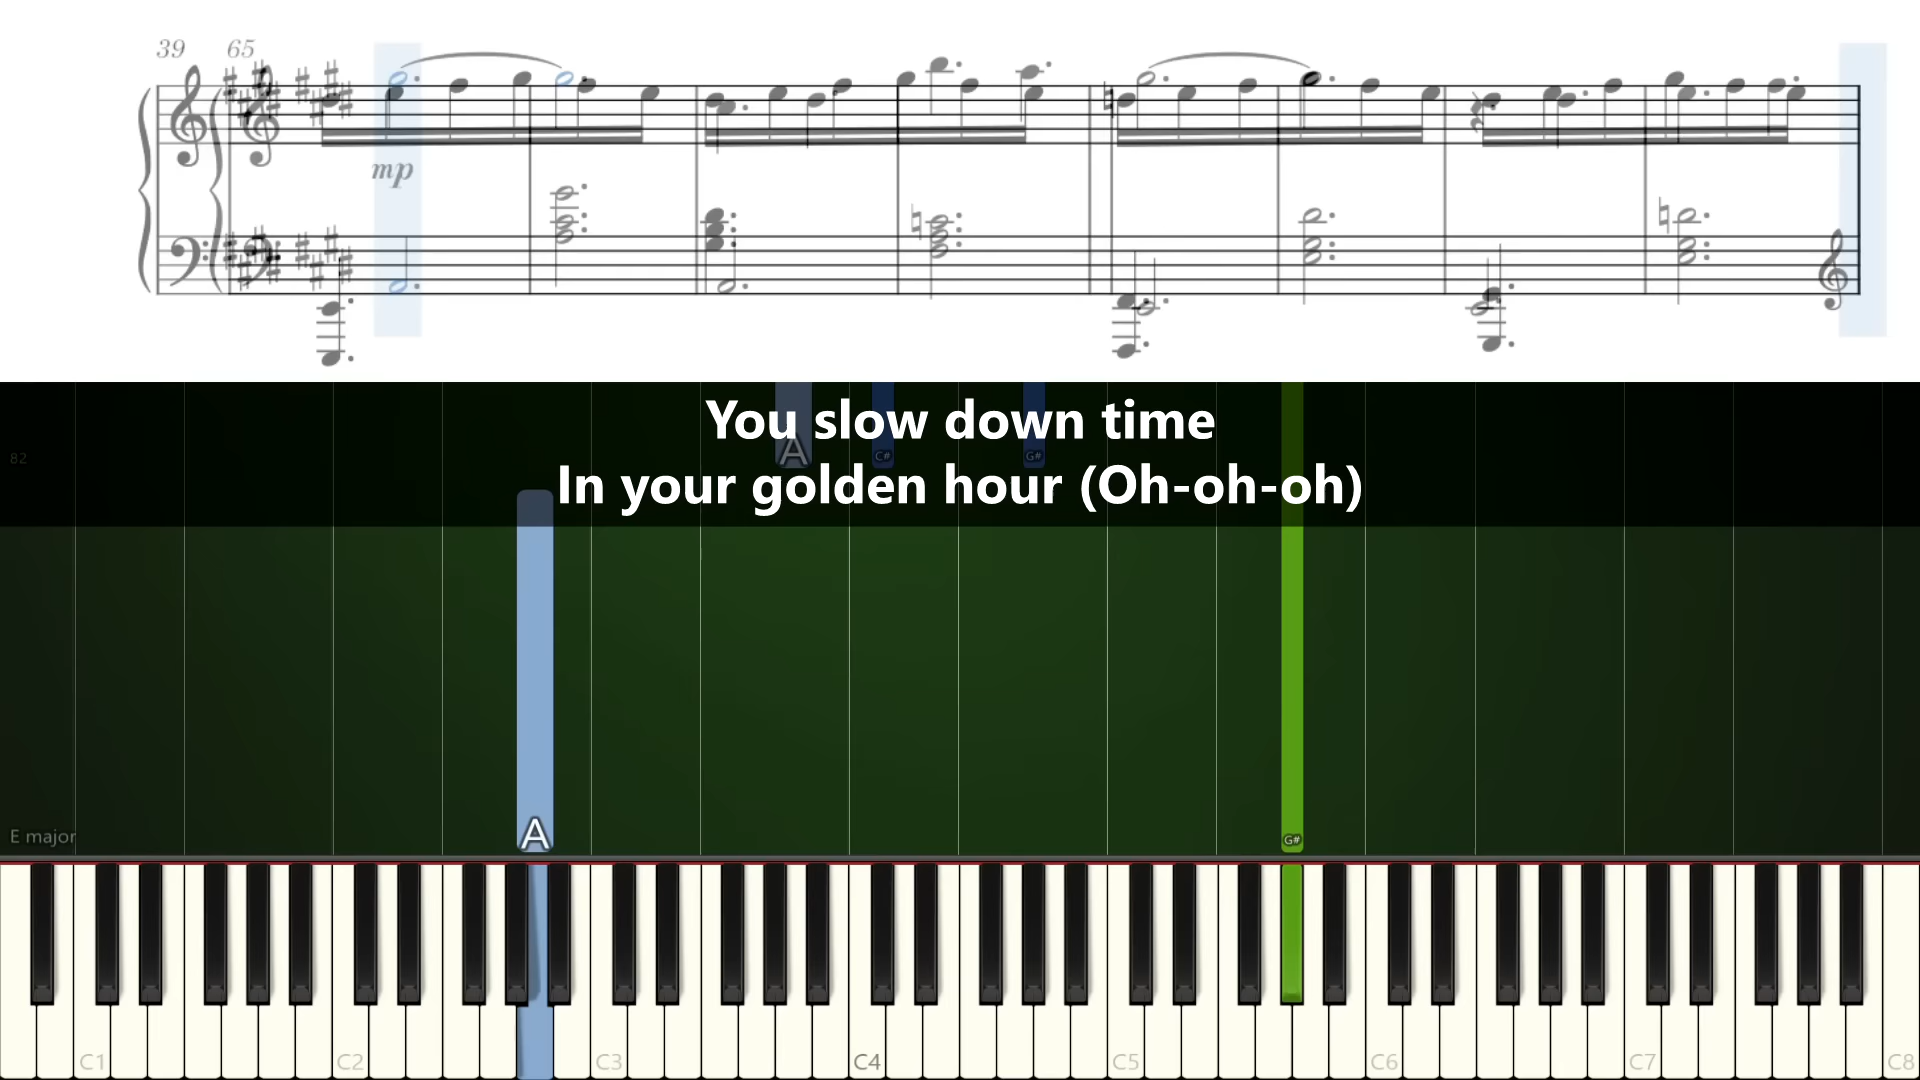 39 65
mp
You slow down time
In your golden hour (Oh-oh-oh)
A C# G#
82
E major
A G#
C1 C2 C3 C4 C5 C6 C7 C8